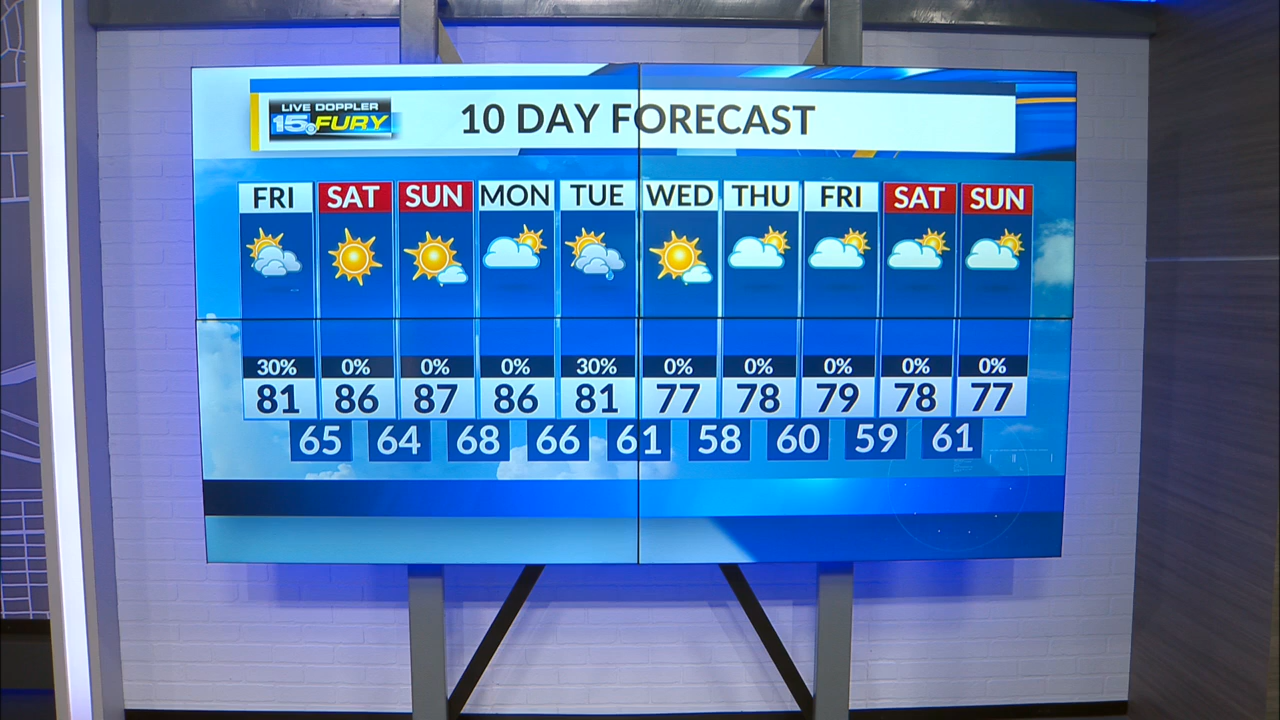 LIVE DOPPLER
15 FURY
10 DAY FORECAST
FRI SAT SUN MON TUE WED THU FRI SAT SUN
30% 0% 0% 0% 30% 0% 0% 0% 0% 0%
81 86 87 86 81 77 78 79 78 77
65 64 68 66 61 58 60 59 61